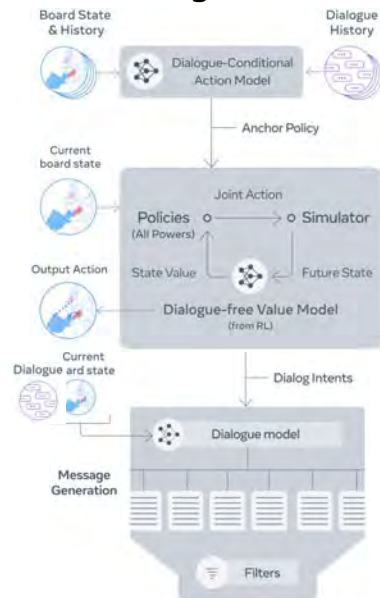 Board State
& History
Dialogue
History
Dialogue-Conditional
Action Model
Anchor Policy
Current
board state
Joint Action
Policies
(All Powers)
Simulator
Output Action
State Value
Future State
Dialogue-free Value Model
(from RL)
Current
Dialogue
ard state
Dialog Intents
Dialogue model
Message
Generation
Filters